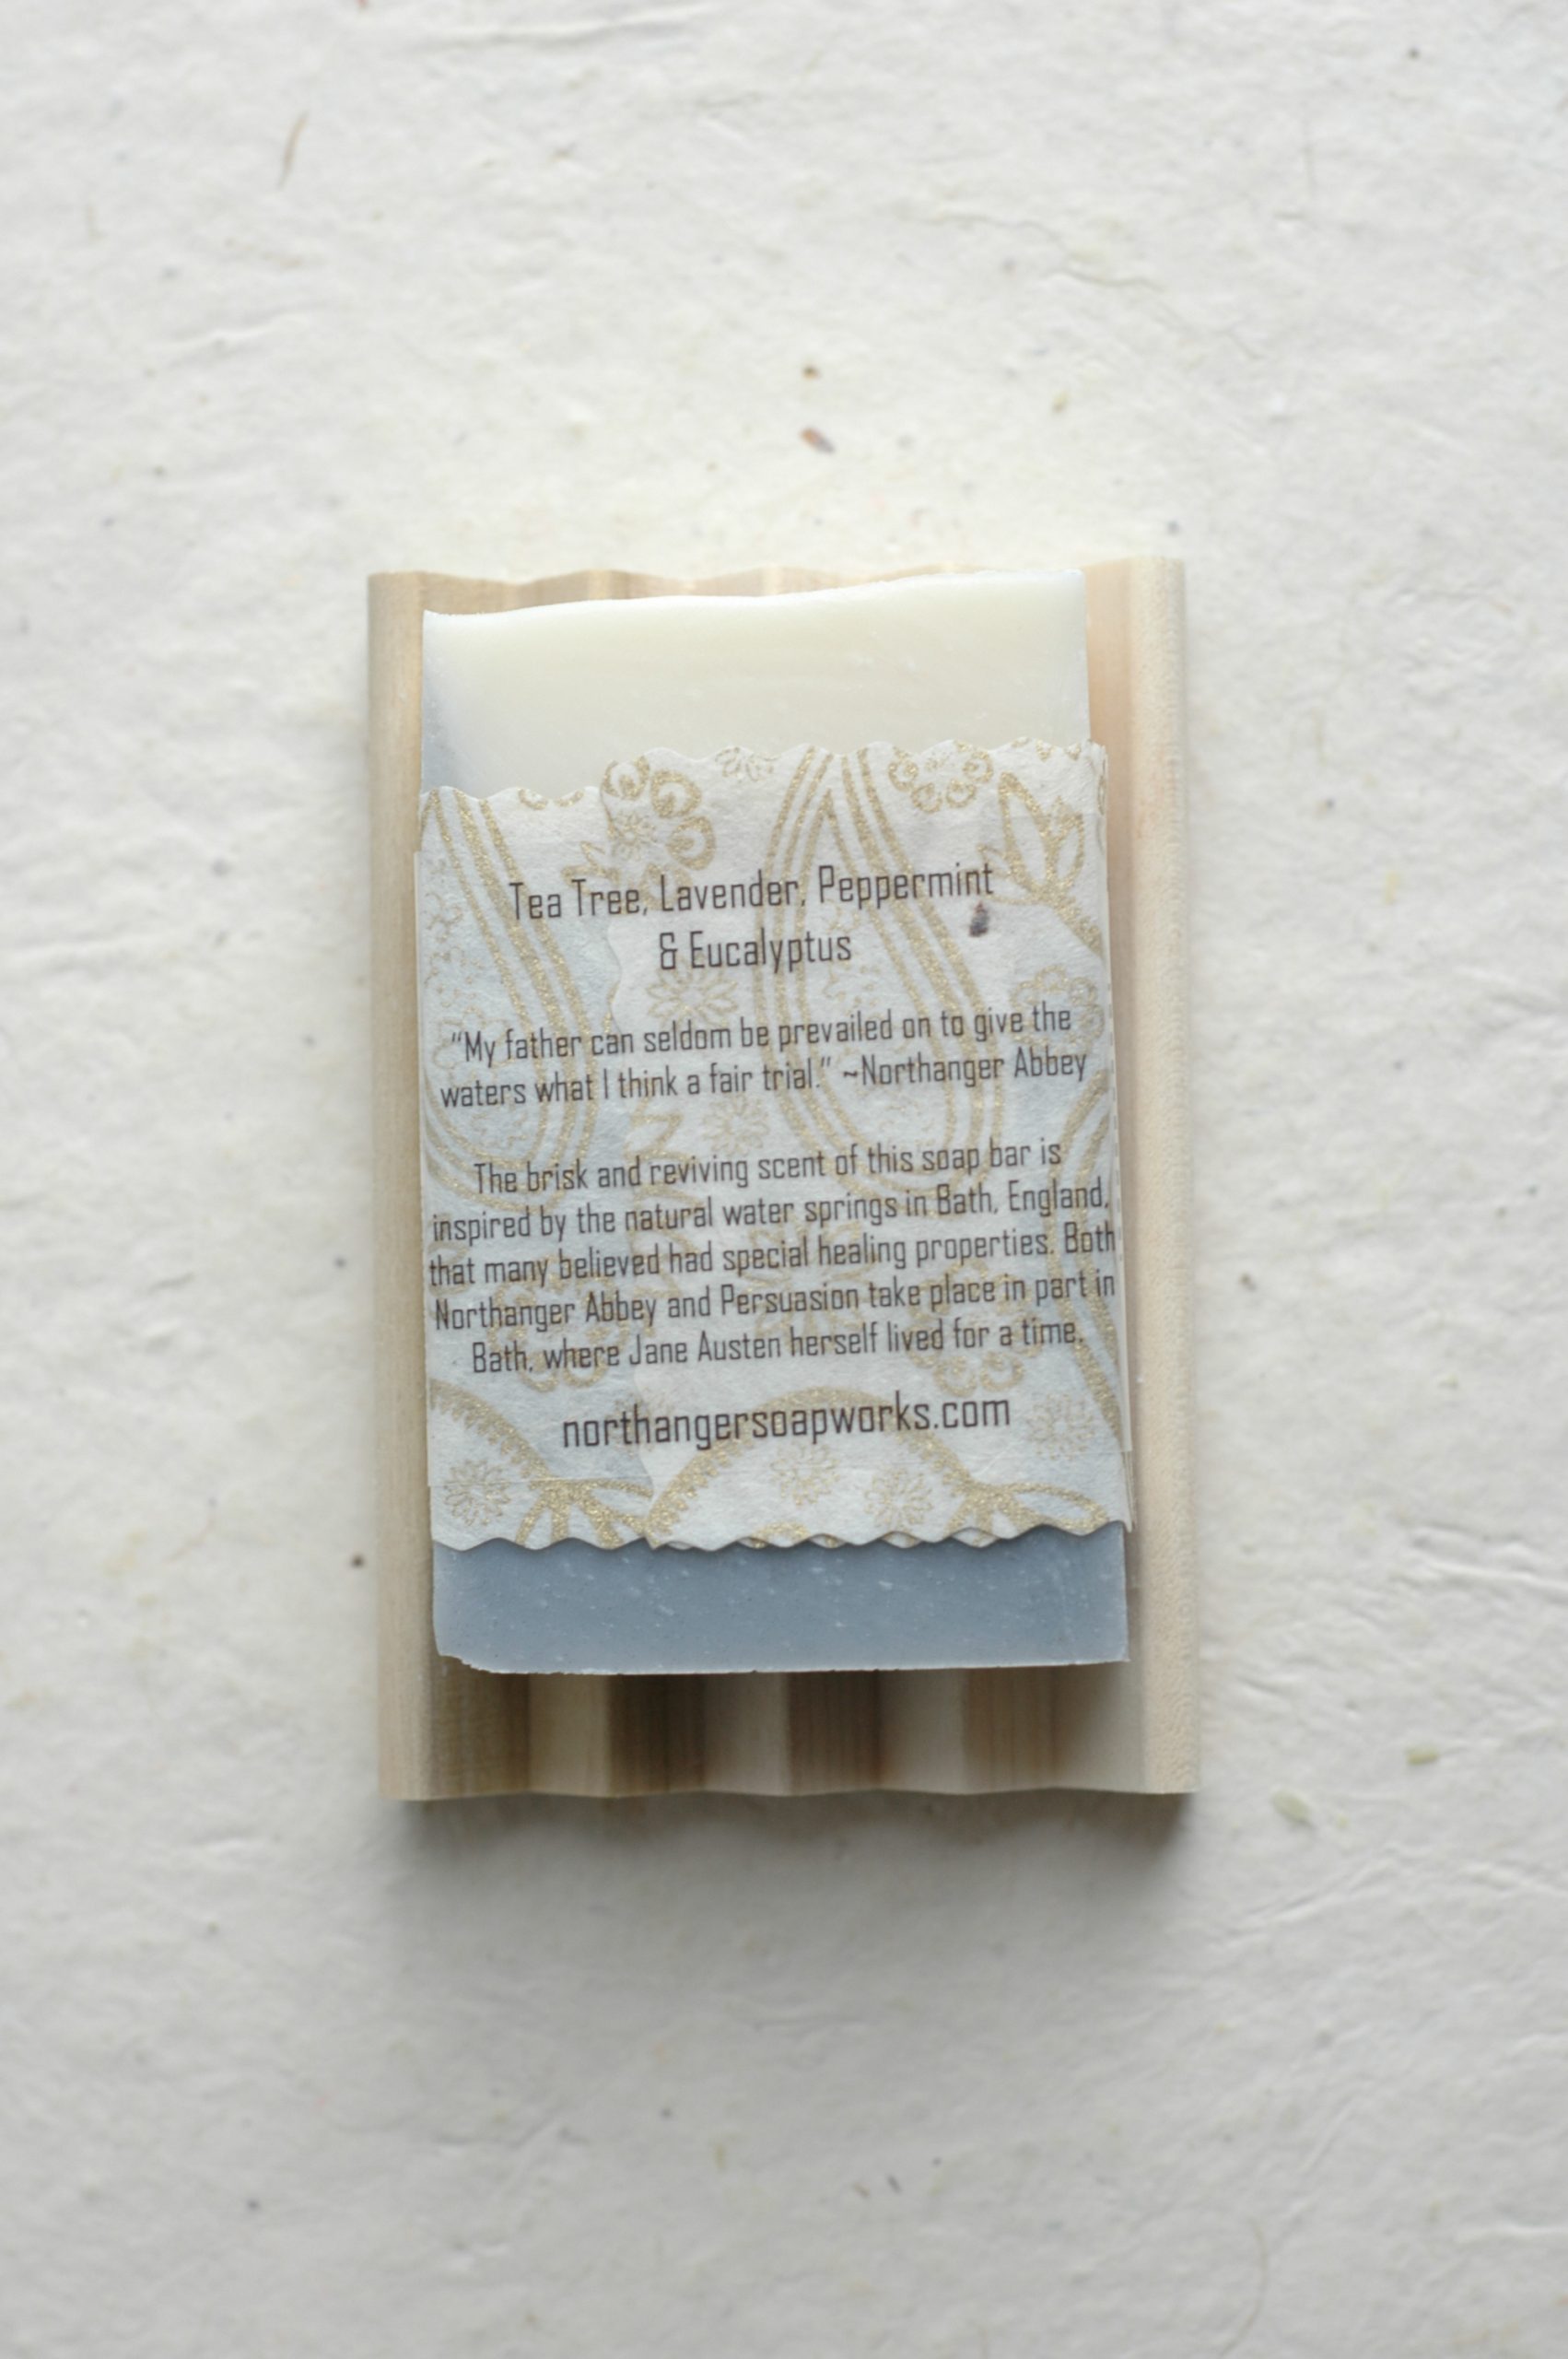 Tea Tree, Lavender, Peppermint
& Eucalyptus
"My father can seldom be prevailed on to give the
waters what I think a fair trial." ~Northanger Abbey
The brisk and reviving scent of this soap bar is
inspired by the natural water springs in Bath, England,
that many believed had special healing properties. Both
Northanger Abbey and Persuasion take place in part in
Bath, where Jane Austen herself lived for a time.
northangersoapworks.com